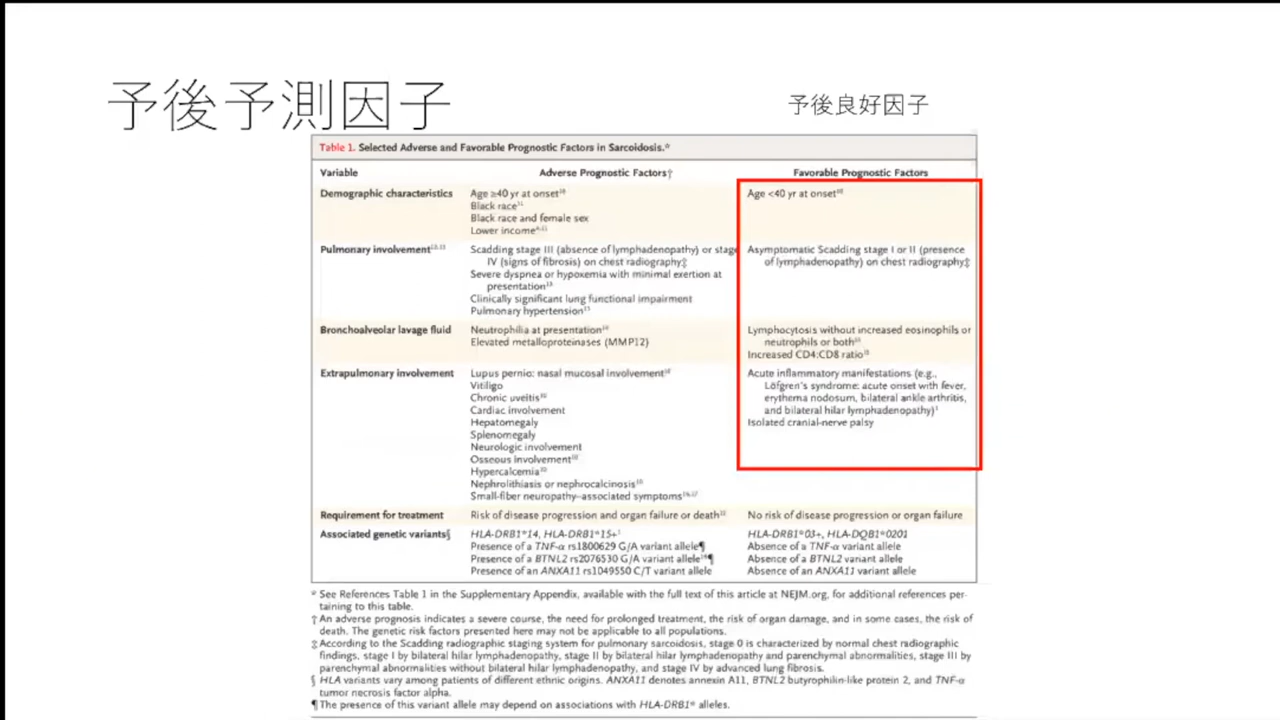 予後予測因子
予後良好因子
Table 1. Selected Adverse and Favorable Prognostic Factors in Sarcoidosis.*
Variable Adverse Prognostic Factors† Favorable Prognostic Factors
Demographic characteristics Age ≥40 yr at onset Age <40 yr at onset
Black race
Black race and female sex
Lower income
Pulmonary involvement Scadding stage III (absence of lymphadenopathy) or stage Asymptomatic Scadding stage I or II (presence
IV (signs of fibrosis) on chest radiography‡ of lymphadenopathy) on chest radiography‡
Severe dyspnea or hypoxemia with minimal exertion at
presentation
Clinically significant lung functional impairment
Pulmonary hypertension
Bronchoalveolar lavage fluid Neutrophilia at presentation Lymphocytosis without increased eosinophils or
Elevated metalloproteinases (MMP12) neutrophils or both
Increased CD4:CD8 ratio
Extrapulmonary involvement Lupus pernio: nasal mucosal involvement Acute inflammatory manifestations (e.g.,
Vitiligo Löfgren's syndrome: acute onset with fever,
Chronic uveitis erythema nodosum, bilateral ankle arthritis,
Cardiac involvement and bilateral hilar lymphadenopathy)
Hepatomegaly Isolated cranial-nerve palsy
Splenomegaly
Neurologic involvement
Osseous involvement
Hypercalcemia
Nephrolithiasis or nephrocalcinosis
Small-fiber neuropathy–associated symptoms
Requirement for treatment Risk of disease progression and organ failure or death No risk of disease progression or organ failure
Associated genetic variants§ HLA-DRB1*14, HLA-DRB1*15+ HLA-DRB1*03+, HLA-DQB1*0201
Presence of a TNF-α rs1800629 G/A variant allele¶ Absence of a TNF-α variant allele
Presence of a BTNL2 rs2076530 G/A variant allele¶ Absence of a BTNL2 variant allele
Presence of an ANXA11 rs1049550 C/T variant allele Absence of an ANXA11 variant allele
* See References Table 1 in the Supplementary Appendix, available with the full text of this article at NEJM.org, for additional references per-
taining to this table.
† An adverse prognosis indicates a severe course, the need for prolonged treatment, the risk of organ damage, and in some cases, the risk of
death. The genetic risk factors presented here may not be applicable to all populations.
‡ According to the Scadding radiographic staging system for pulmonary sarcoidosis, stage 0 is characterized by normal chest radiographic
findings, stage I by bilateral hilar lymphadenopathy, stage II by bilateral hilar lymphadenopathy and parenchymal abnormalities, stage III by
parenchymal abnormalities without bilateral hilar lymphadenopathy, and stage IV by advanced lung fibrosis.
§ HLA variants vary among patients of different ethnic origins. ANXA11 denotes annexin A11, BTNL2 butyrophilin-like protein 2, and TNF-α
tumor necrosis factor alpha.
¶ The presence of this variant allele may depend on associations with HLA-DRB1* alleles.